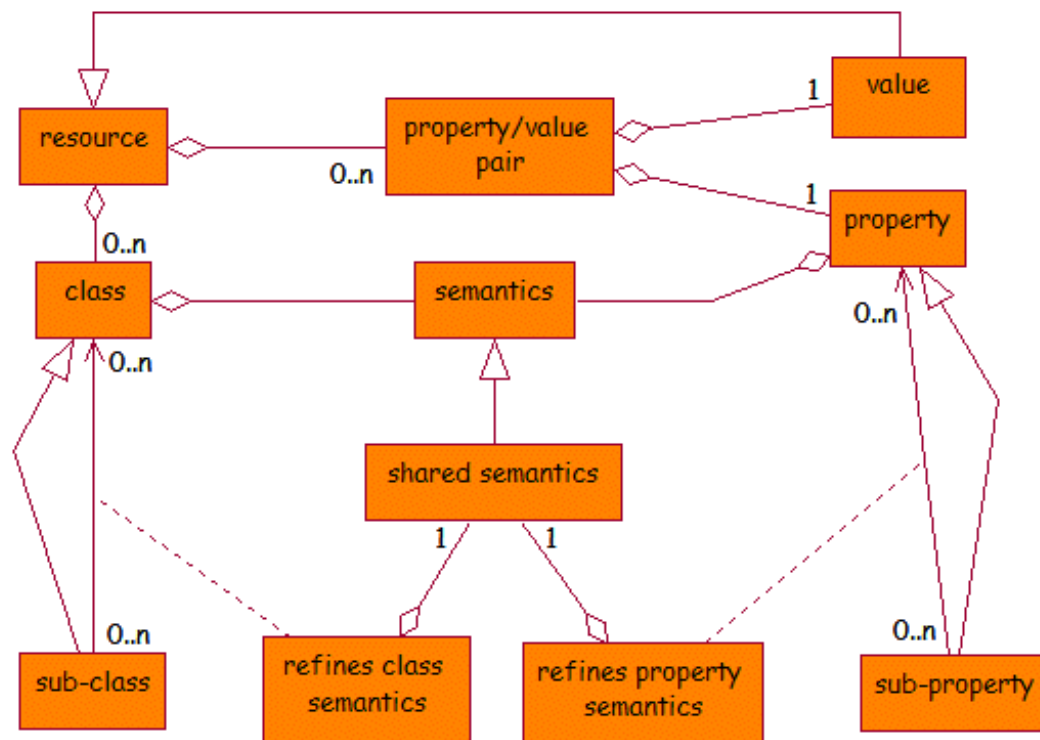 value
1
resource
property/value
pair
0..n
1
property
0..n
class
semantics
0..n
0..n
shared semantics
1
1
0..n
0..n
sub-class
refines class
semantics
refines property
semantics
sub-property